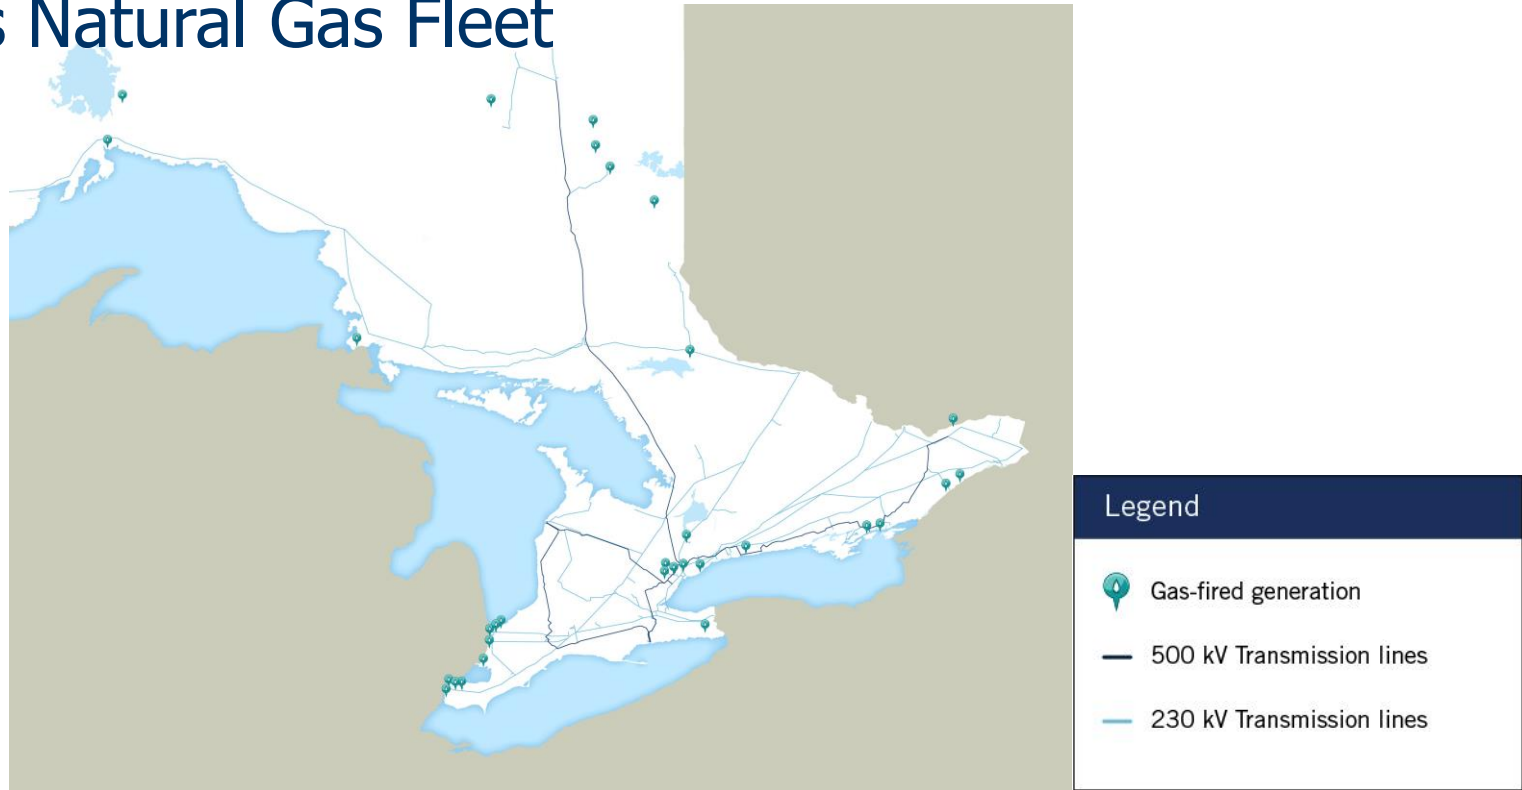 s Natural Gas Fleet
Legend
Gas-fired generation
500 kV Transmission lines
230 kV Transmission lines